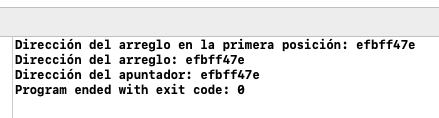 Dirección del arreglo en la primera posición: efbff47e
Dirección del arreglo: efbff47e
Dirección del apuntador: efbff47e
Program ended with exit code: 0